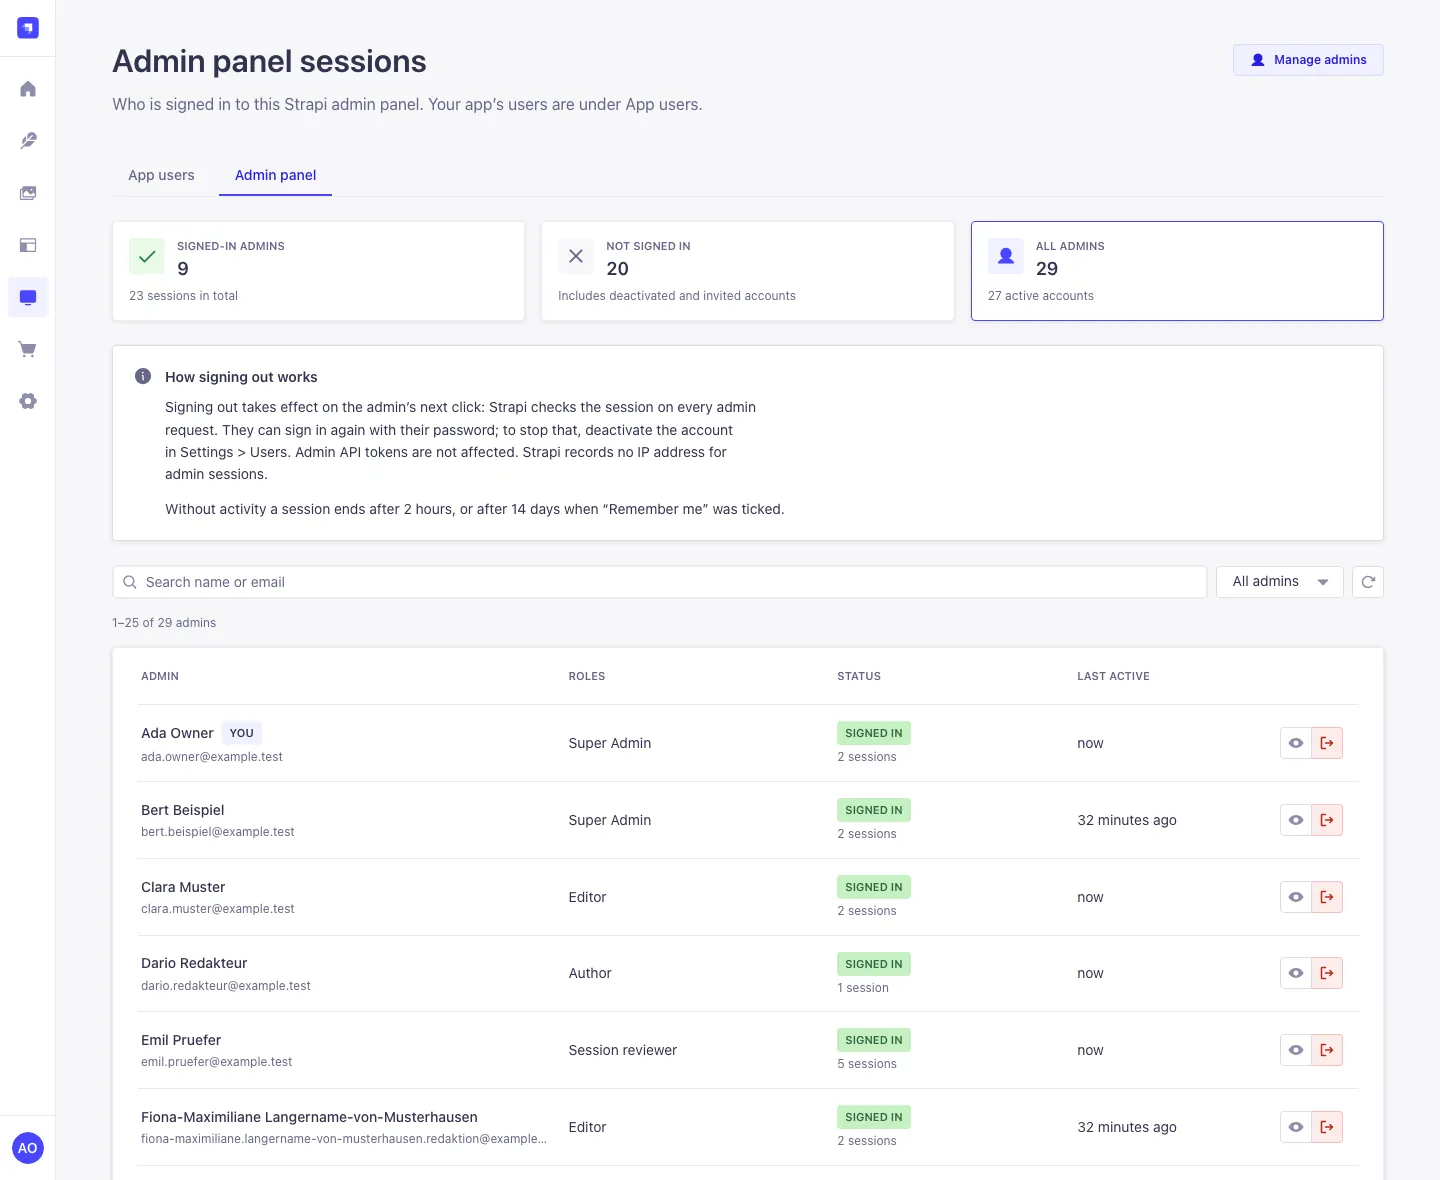 Admin panel sessions
Manage admins
Who is signed in to this Strapi admin panel. Your app’s users are under App users.
App users
Admin panel
SIGNED-IN ADMINS
9
23 sessions in total
NOT SIGNED IN
20
Includes deactivated and invited accounts
ALL ADMINS
29
27 active accounts
How signing out works
Signing out takes effect on the admin’s next click: Strapi checks the session on every admin
request. They can sign in again with their password; to stop that, deactivate the account
in Settings > Users. Admin API tokens are not affected. Strapi records no IP address for
admin sessions.
Without activity a session ends after 2 hours, or after 14 days when “Remember me” was ticked.
Search name or email
All admins
1–25 of 29 admins
ADMIN ROLES STATUS LAST ACTIVE
Ada Owner YOU
ada.owner@example.test
Super Admin
SIGNED IN
2 sessions
now
Bert Beispiel
bert.beispiel@example.test
Super Admin
SIGNED IN
2 sessions
32 minutes ago
Clara Muster
clara.muster@example.test
Editor
SIGNED IN
2 sessions
now
Dario Redakteur
dario.redakteur@example.test
Author
SIGNED IN
1 session
now
Emil Pruefer
emil.pruefer@example.test
Session reviewer
SIGNED IN
5 sessions
now
Fiona-Maximiliane Langername-von-Musterhausen
fiona-maximiliane.langername-von-musterhausen.redaktion@example...
Editor
SIGNED IN
2 sessions
32 minutes ago
AO